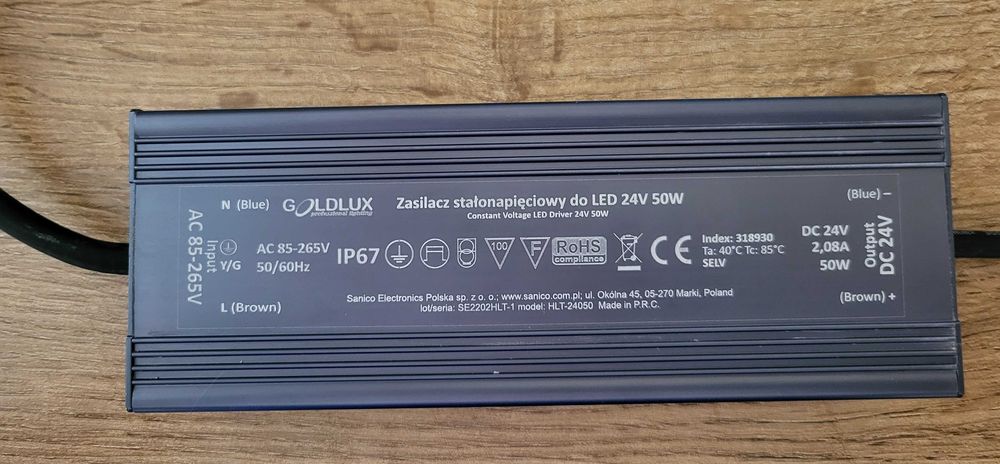 AC 85-265V
Input
N (Blue)
Y/G
L (Brown)
GOLDLUX
professional lighting
AC 85-265V
50/60Hz
Zasilacz stałonapięciowy do LED 24V 50W
Constant Voltage LED Driver 24V 50W
IP67
100
F
RoHS
compliance
CE
Index: 318930
Ta: 40°C Tc: 85°C
SELV
Sanico Electronics Polska sp. z o. o.; www.sanico.com.pl; ul. Okólna 45, 05-270 Marki, Poland
lot/seria: SE2202HLT-1 model: HLT-24050 Made in P.R.C.
(Blue) −
DC 24V
2,08A
50W
(Brown) +
Output
DC 24V